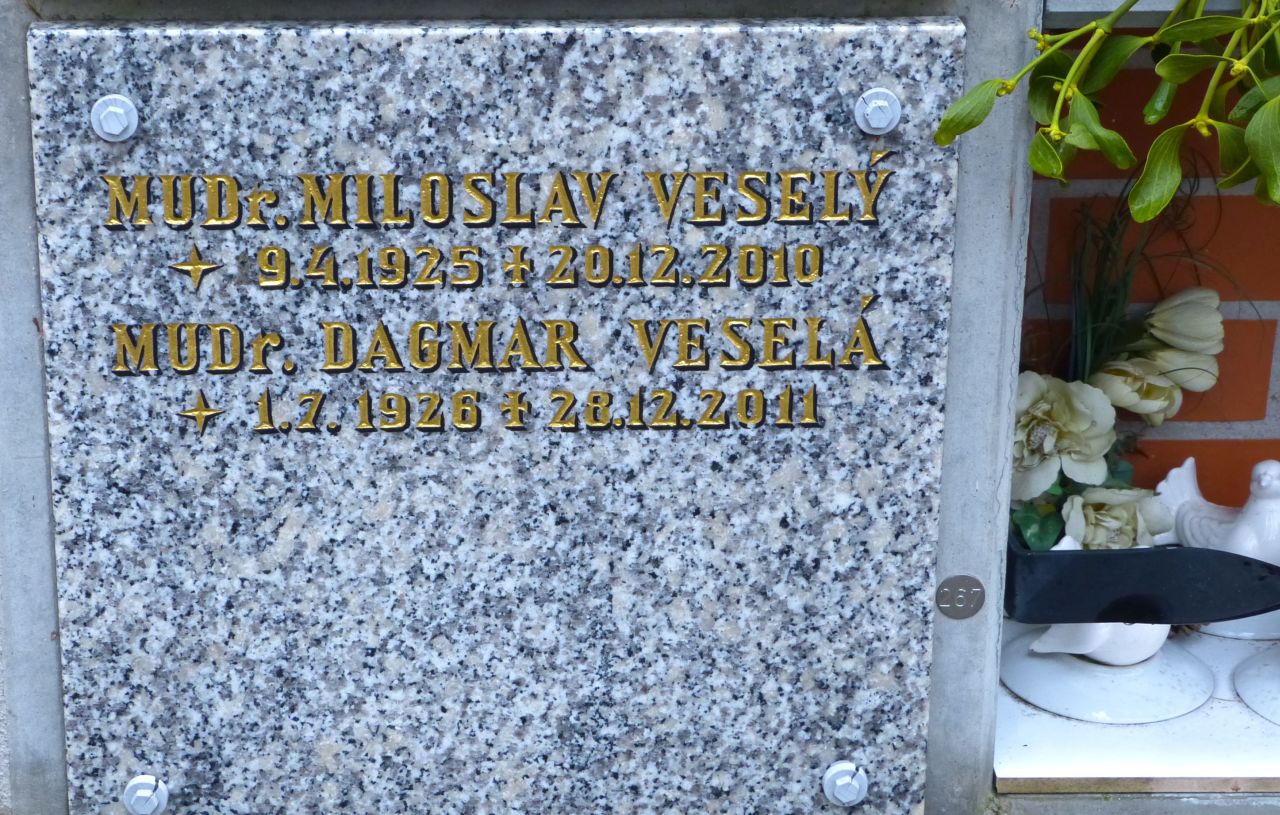 MUDr. MILOSLAV VESELÝ
9.4.1925 ✝ 20.12.2010
MUDr. DAGMAR VESELÁ
1.7.1926 ✝ 28.12.2011
267